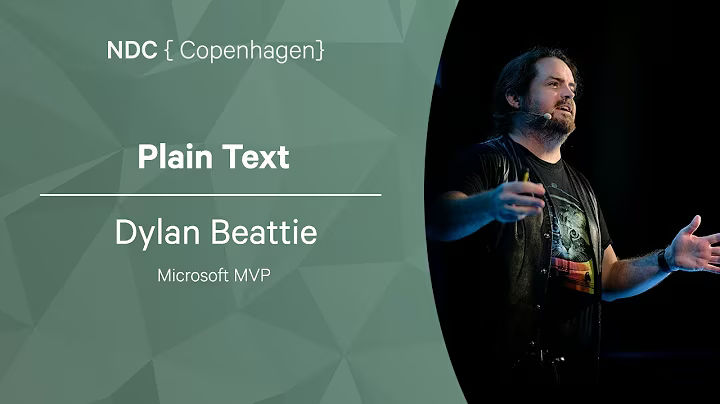 NDC { Copenhagen}
Plain Text
Dylan Beattie
Microsoft MVP